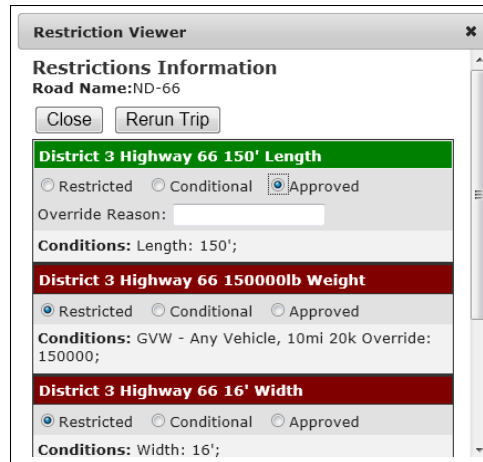 Restriction Viewer
Restrictions Information
Road Name:ND-66
Close Rerun Trip
District 3 Highway 66 150' Length
Restricted Conditional Approved
Override Reason:
Conditions: Length: 150';
District 3 Highway 66 150000lb Weight
Restricted Conditional Approved
Conditions: GVW - Any Vehicle, 10mi 20k Override:
150000;
District 3 Highway 66 16' Width
Restricted Conditional Approved
Conditions: Width: 16';